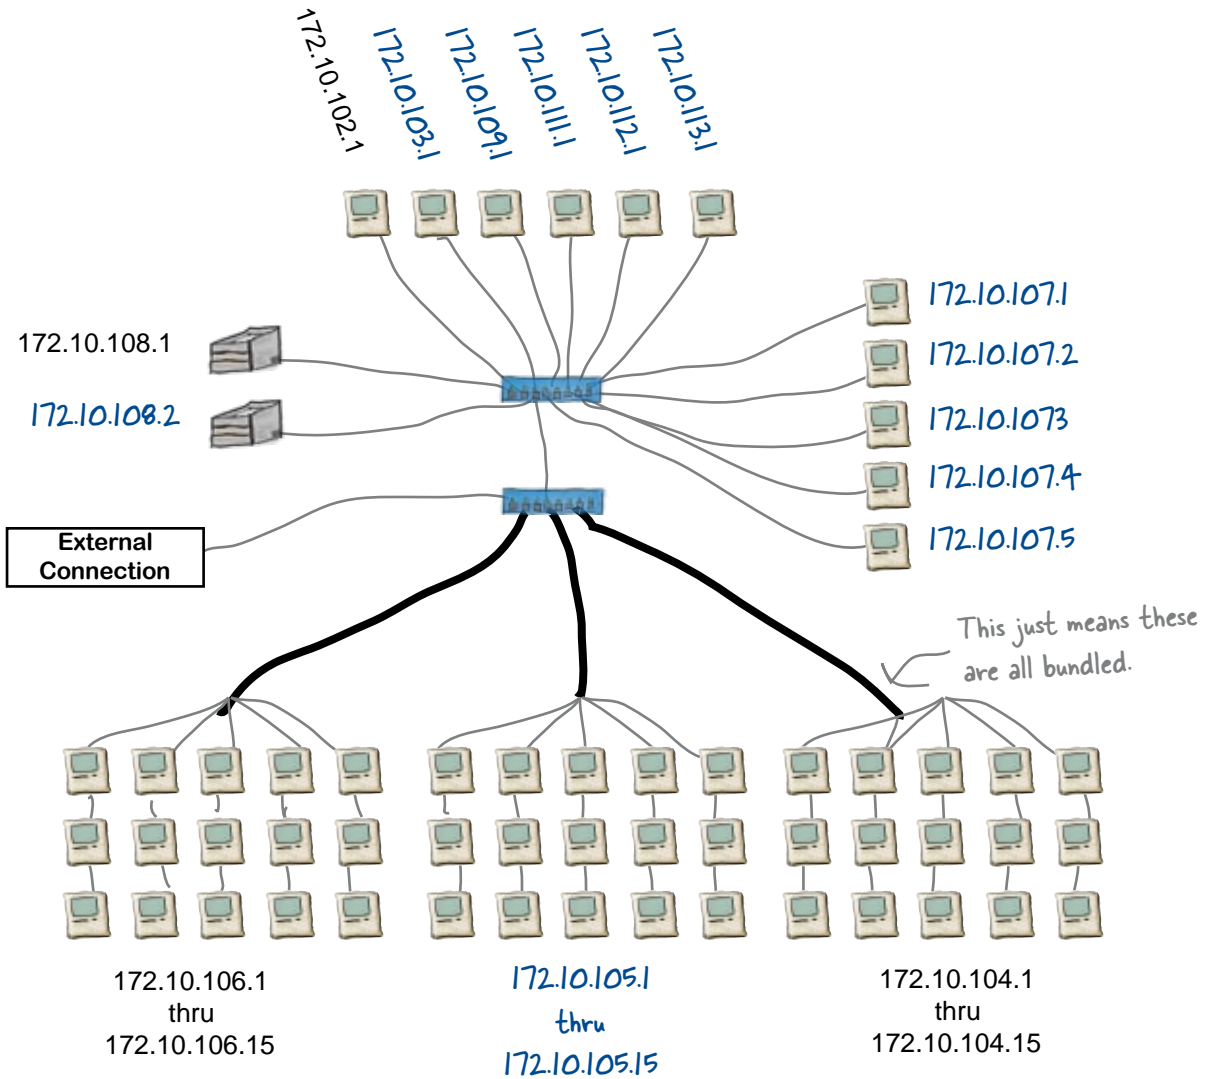 172.10.102.1
172.10.103.1
172.10.109.1
172.10.111.1
172.10.112.1
172.10.113.1
172.10.108.1
172.10.108.2
172.10.107.1
172.10.107.2
172.10.1073
172.10.107.4
172.10.107.5
External
Connection
This just means these
are all bundled.
172.10.106.1
thru
172.10.106.15
172.10.105.1
thru
172.10.105.15
172.10.104.1
thru
172.10.104.15